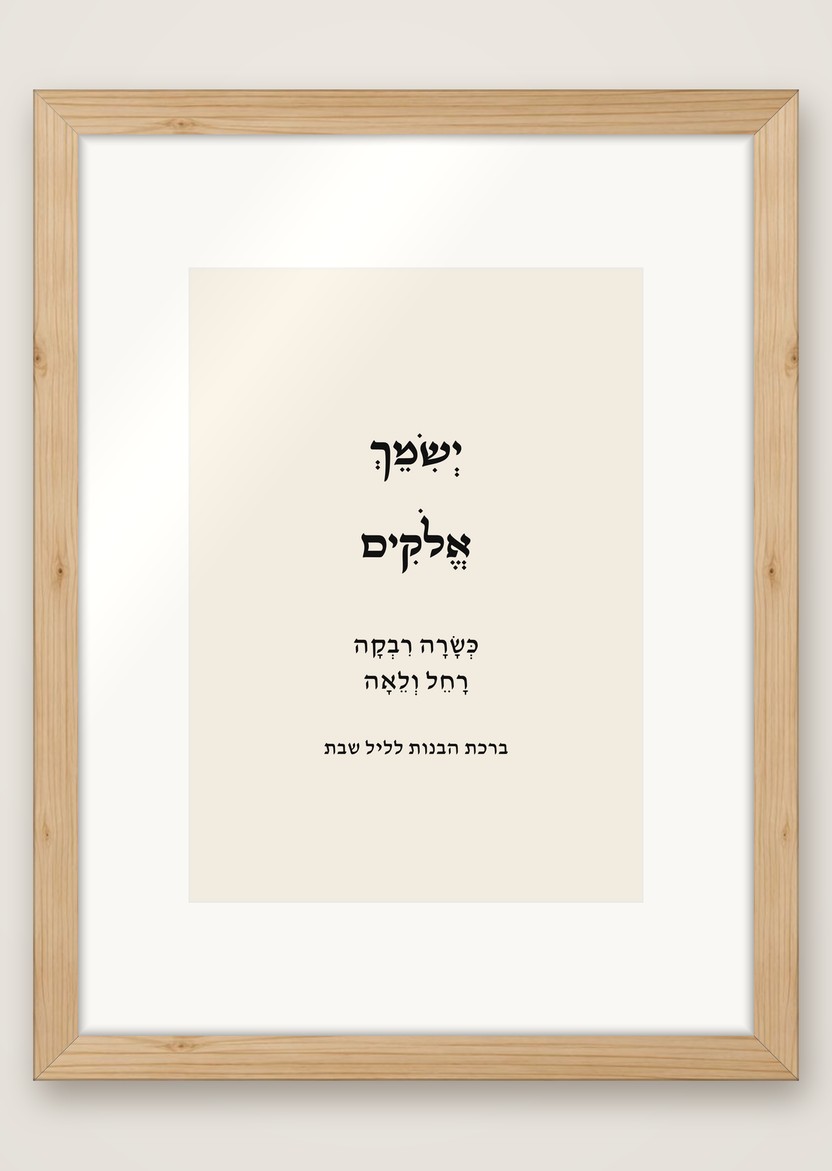 יְשִׂמֵךְ
אֱלֹקִים
כְּשָׂרָה רִבְקָה
רָחֵל וְלֵאָה
ברכת הבנות לליל שבת